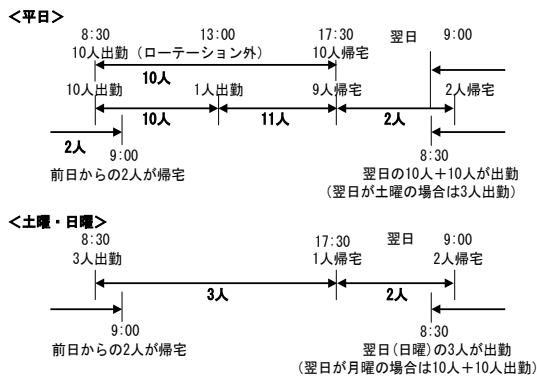 ＜平日＞
8:30 13:00 17:30 翌日 9:00
10人出勤（ローテーション外） 10人帰宅
10人
10人出勤 1人出勤 9人帰宅 2人帰宅
10人 11人 2人
2人
9:00 8:30
前日からの2人が帰宅 翌日の10人＋10人が出勤
（翌日が土曜の場合は3人出勤）
＜土曜・日曜＞
8:30 17:30 翌日 9:00
3人出勤 1人帰宅 2人帰宅
3人 2人
9:00 8:30
前日からの2人が帰宅 翌日(日曜)の3人が出勤
（翌日が月曜の場合は10人＋10人出勤）